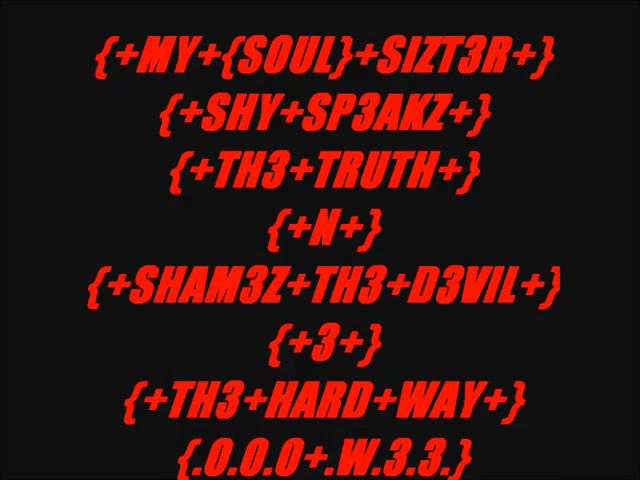 {+MY+{SOUL}+SIZT3R+}
{+SHY+SP3AKZ+}
{+TH3+TRUTH+}
{+N+}
{+SHAM3Z+TH3+D3VIL+}
{+3+}
{+TH3+HARD+WAY+}
{.O.O.O+.W.3.3.}